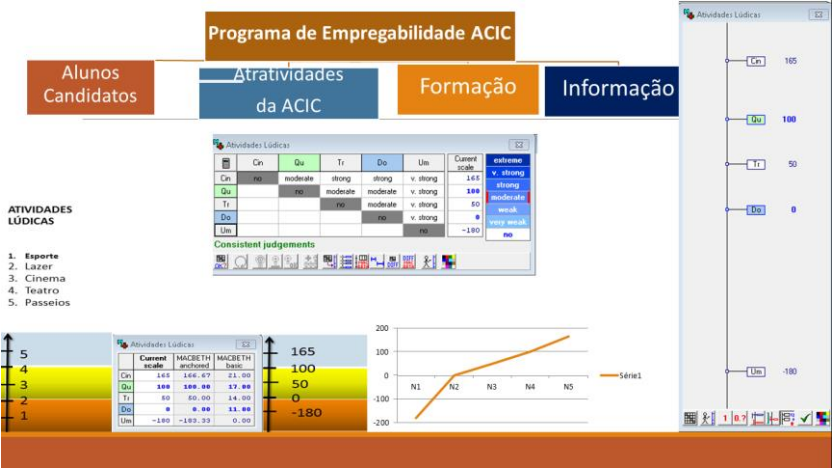 Programa de Empregabilidade ACIC
Alunos
Candidatos
Atratividades
da ACIC
Formação
Informação
Atividades Lúdicas
Cin Qu Tr Do Um Current scale
Cin no moderate strong strong v. strong 165
Qu no moderate moderate v. strong 100
Tr no moderate v. strong 50
Do no v. strong 0
Um no -180
extreme
v. strong
strong
moderate
weak
very weak
no
Consistent judgements
ATIVIDADES
LÚDICAS
1. Esporte
2. Lazer
3. Cinema
4. Teatro
5. Passeios
5
4
3
2
1
Atividades Lúdicas
Current scale MACBETH anchored MACBETH basic
Cin 165 166.67 21.00
Qu 100 100.00 17.00
Tr 50 50.00 14.00
Do 0 0.00 11.00
Um -180 -183.33 0.00
165
100
50
0
-180
200
100
0
-100
-200
N1 N2 N3 N4 N5
Série1
Atividades Lúdicas
Cin 165
Qu 100
Tr 50
Do 0
Um -180